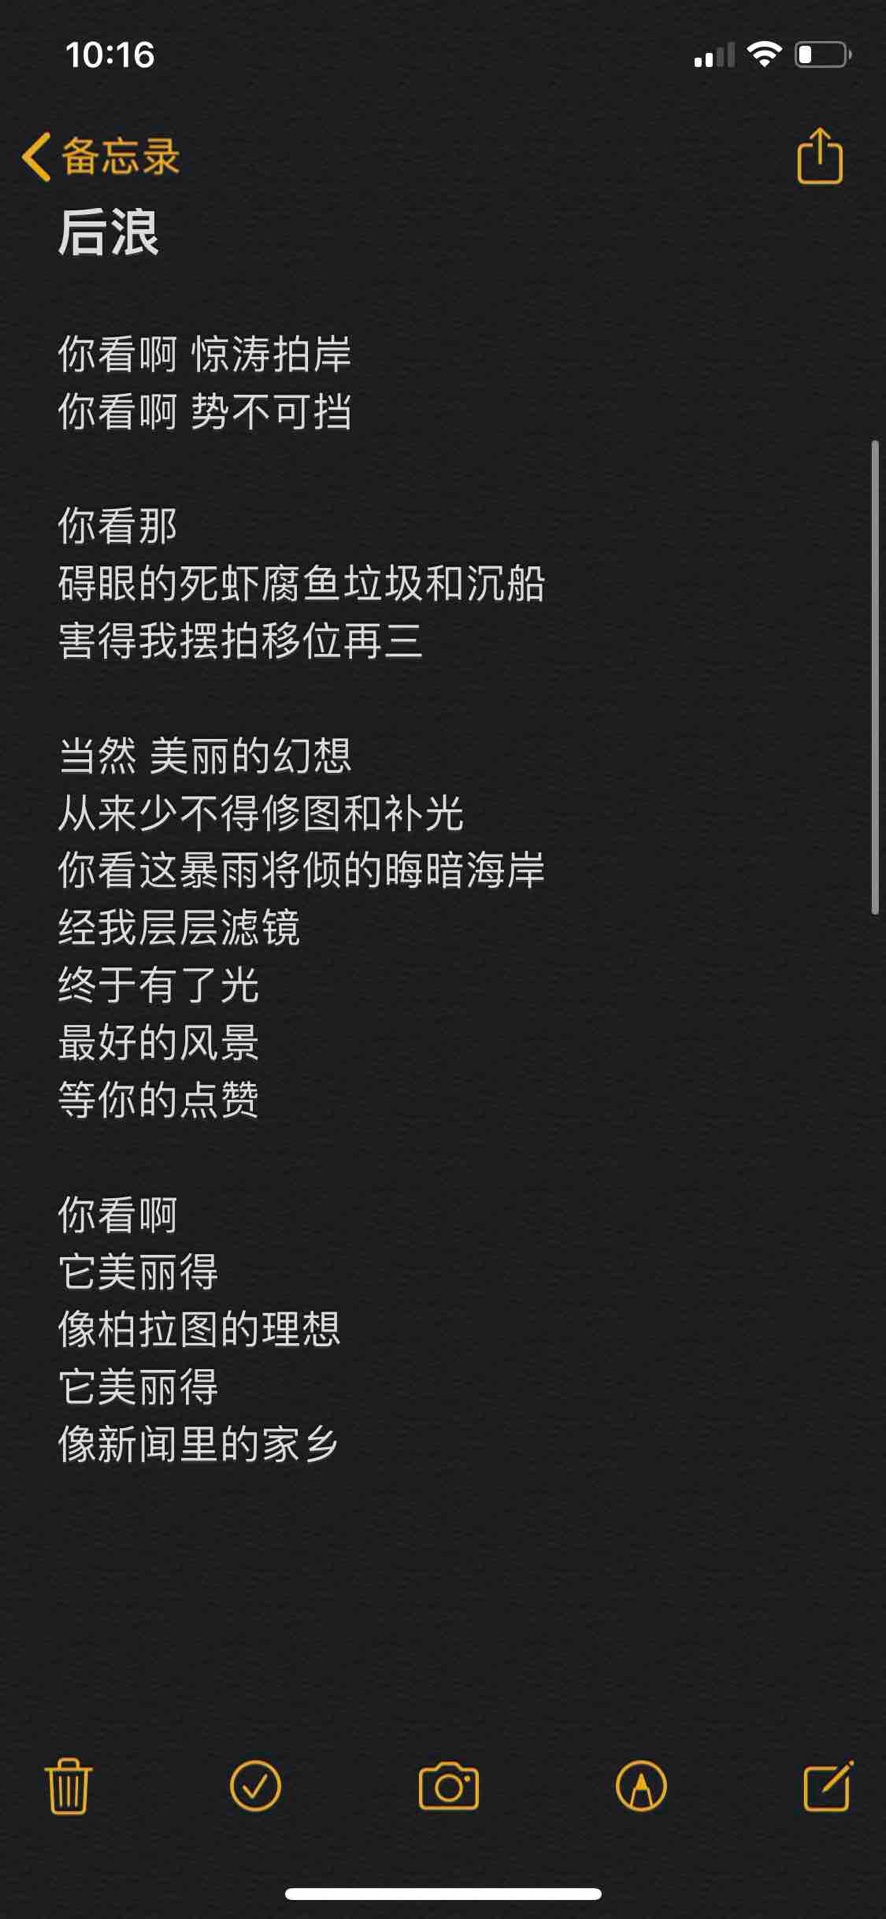 10:16
备忘录
后浪
你看啊 惊涛拍岸
你看啊 势不可挡
你看那
碍眼的死虾腐鱼垃圾和沉船
害得我摆拍移位再三
当然 美丽的幻想
从来少不得修图和补光
你看这暴雨将倾的晦暗海岸
经我层层滤镜
终于有了光
最好的风景
等你的点赞
你看啊
它美丽得
像柏拉图的理想
它美丽得
像新闻里的家乡